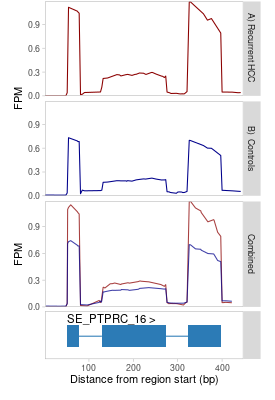 0.9
0.6
0.3
0.0
A) Recurrent HCC
FPM
0.9
0.6
0.3
0.0
B): Controls
1.2
0.9
0.6
0.3
0.0
FPM
Combined
SE_PTPRC_16 >
100
200
300
400
Distance from region start (bp)